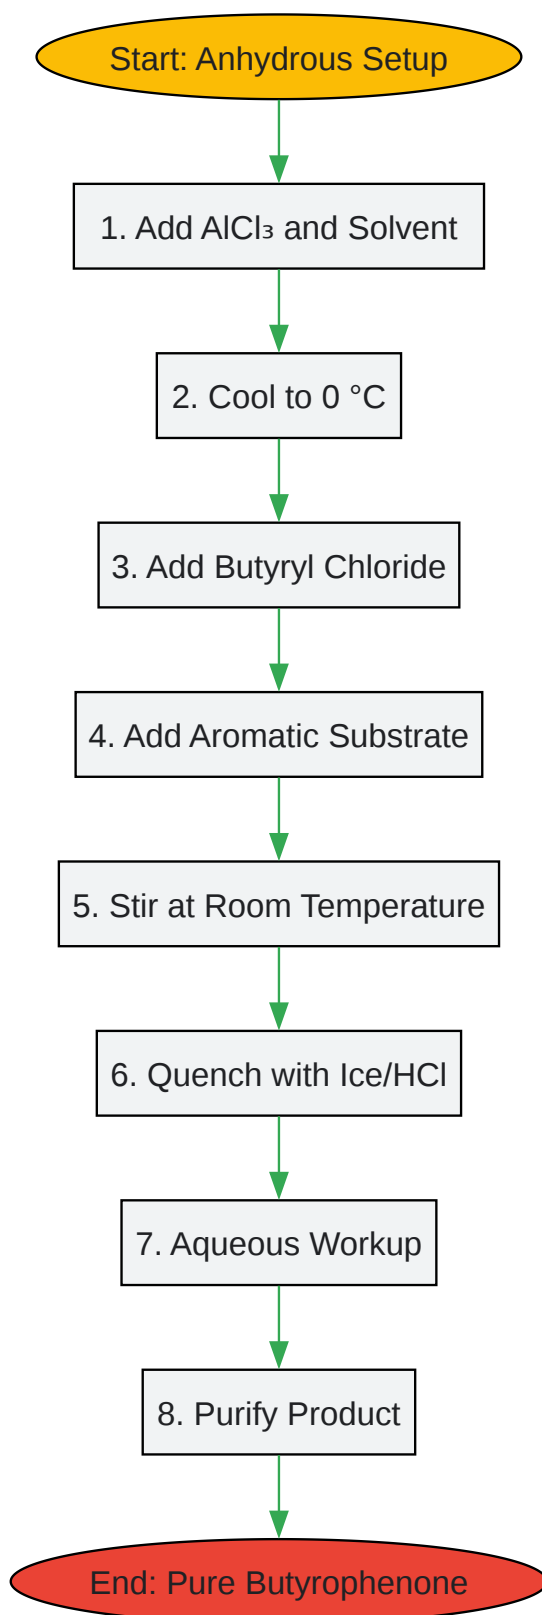 Start: Anhydrous Setup
1. Add AlCl₃ and Solvent
2. Cool to 0 °C
3. Add Butyryl Chloride
4. Add Aromatic Substrate
5. Stir at Room Temperature
6. Quench with Ice/HCl
7. Aqueous Workup
8. Purify Product
End: Pure Butyrophenone